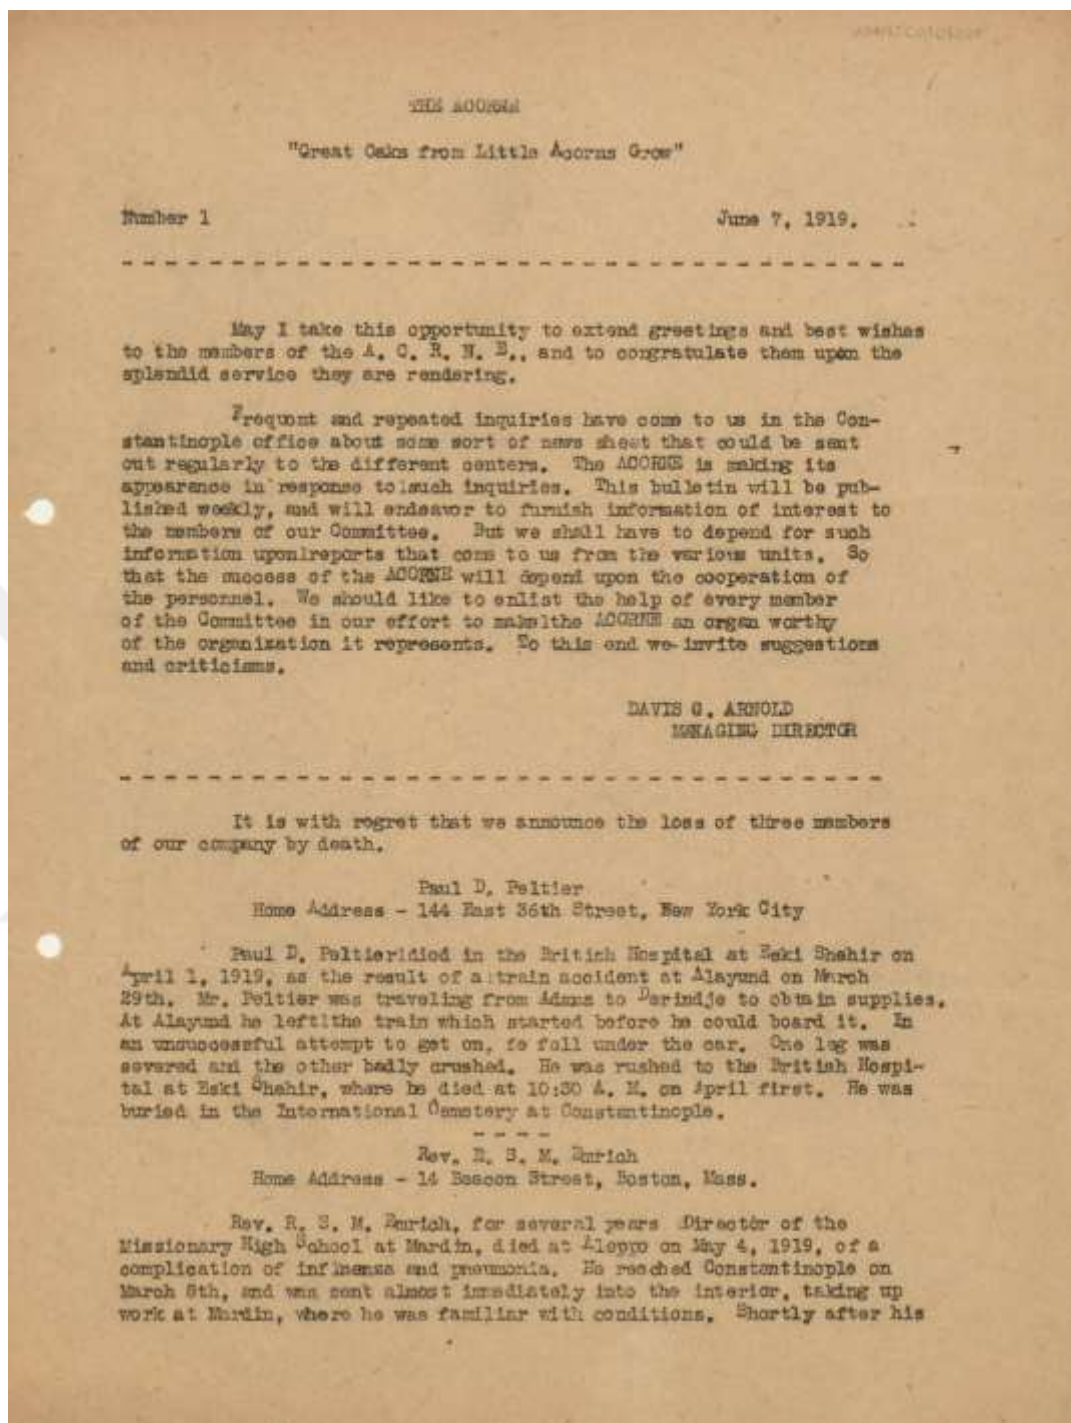 THE ACORNE
"Great Oaks from Little Acorns Grow"
Number 1 June 7, 1919.
May I take this opportunity to extend greetings and best wishes
to the members of the A. C. R. N. E., and to congratulate them upon the
splendid service they are rendering.
Frequent and repeated inquiries have come to us in the Con-
stantinople office about some sort of news sheet that could be sent
out regularly to the different centers. The ACORNE is making its
appearance in response to such inquiries. This bulletin will be pub-
lished weekly, and will endeavor to furnish information of interest to
the members of our Committee. But we shall have to depend for such
information upon reports that come to us from the various units. So
that the success of the ACORNE will depend upon the cooperation of
the personnel. We should like to enlist the help of every member
of the Committee in our effort to make the ACORNE an organ worthy
of the organization it represents. To this end we invite suggestions
and criticisms.
DAVIS G. ARNOLD
MANAGING DIRECTOR
It is with regret that we announce the loss of three members
of our company by death.
Paul D. Peltier
Home Address - 144 East 36th Street, New York City
Paul D. Peltier died in the British Hospital at Eski Shehir on
April 1, 1919, as the result of a train accident at Alayund on March
29th. Mr. Peltier was traveling from Adana to Derindje to obtain supplies.
At Alayund he left the train which started before he could board it. In
an unsuccessful attempt to get on, fe fell under the car. One leg was
severed and the other badly crushed. He was rushed to the British Hospi-
tal at Eski Shehir, where he died at 10:30 A. M. on April first. He was
buried in the International Cemetery at Constantinople.
Rev. R. S. M. Emrich
Home Address - 14 Beacon Street, Boston, Mass.
Rev. R. S. M. Emrich, for several years Director of the
Missionary High School at Mardin, died at Aleppo on May 4, 1919, of a
complication of influenza and pneumonia. He reached Constantinople on
March 8th, and was sent almost immediately into the interior, taking up
work at Mardin, where he was familiar with conditions. Shortly after his